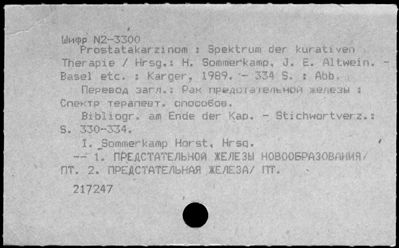 Шифр N2-3300
Prostatakarzinom : Spektrum der kurativen
Therapie / Hrsg.: H. Sommerkamp, J. E. Altwein. -
Basel etc. : Karger, 1989. - 334 S. : Abb.
Перевод загл.: Рак предстательной железы :
Спектр терапевт. способов.
Bibliogr. am Ende der Kap. - Stichwortverz.:
S. 330-334.
I. Sommerkamp Horst, Hrsg.
-- 1. ПРЕДСТАТЕЛЬНОЙ ЖЕЛЕЗЫ НОВООБРАЗОВАНИЯ/
ПТ. 2. ПРЕДСТАТЕЛЬНАЯ ЖЕЛЕЗА/ ПТ.
217247